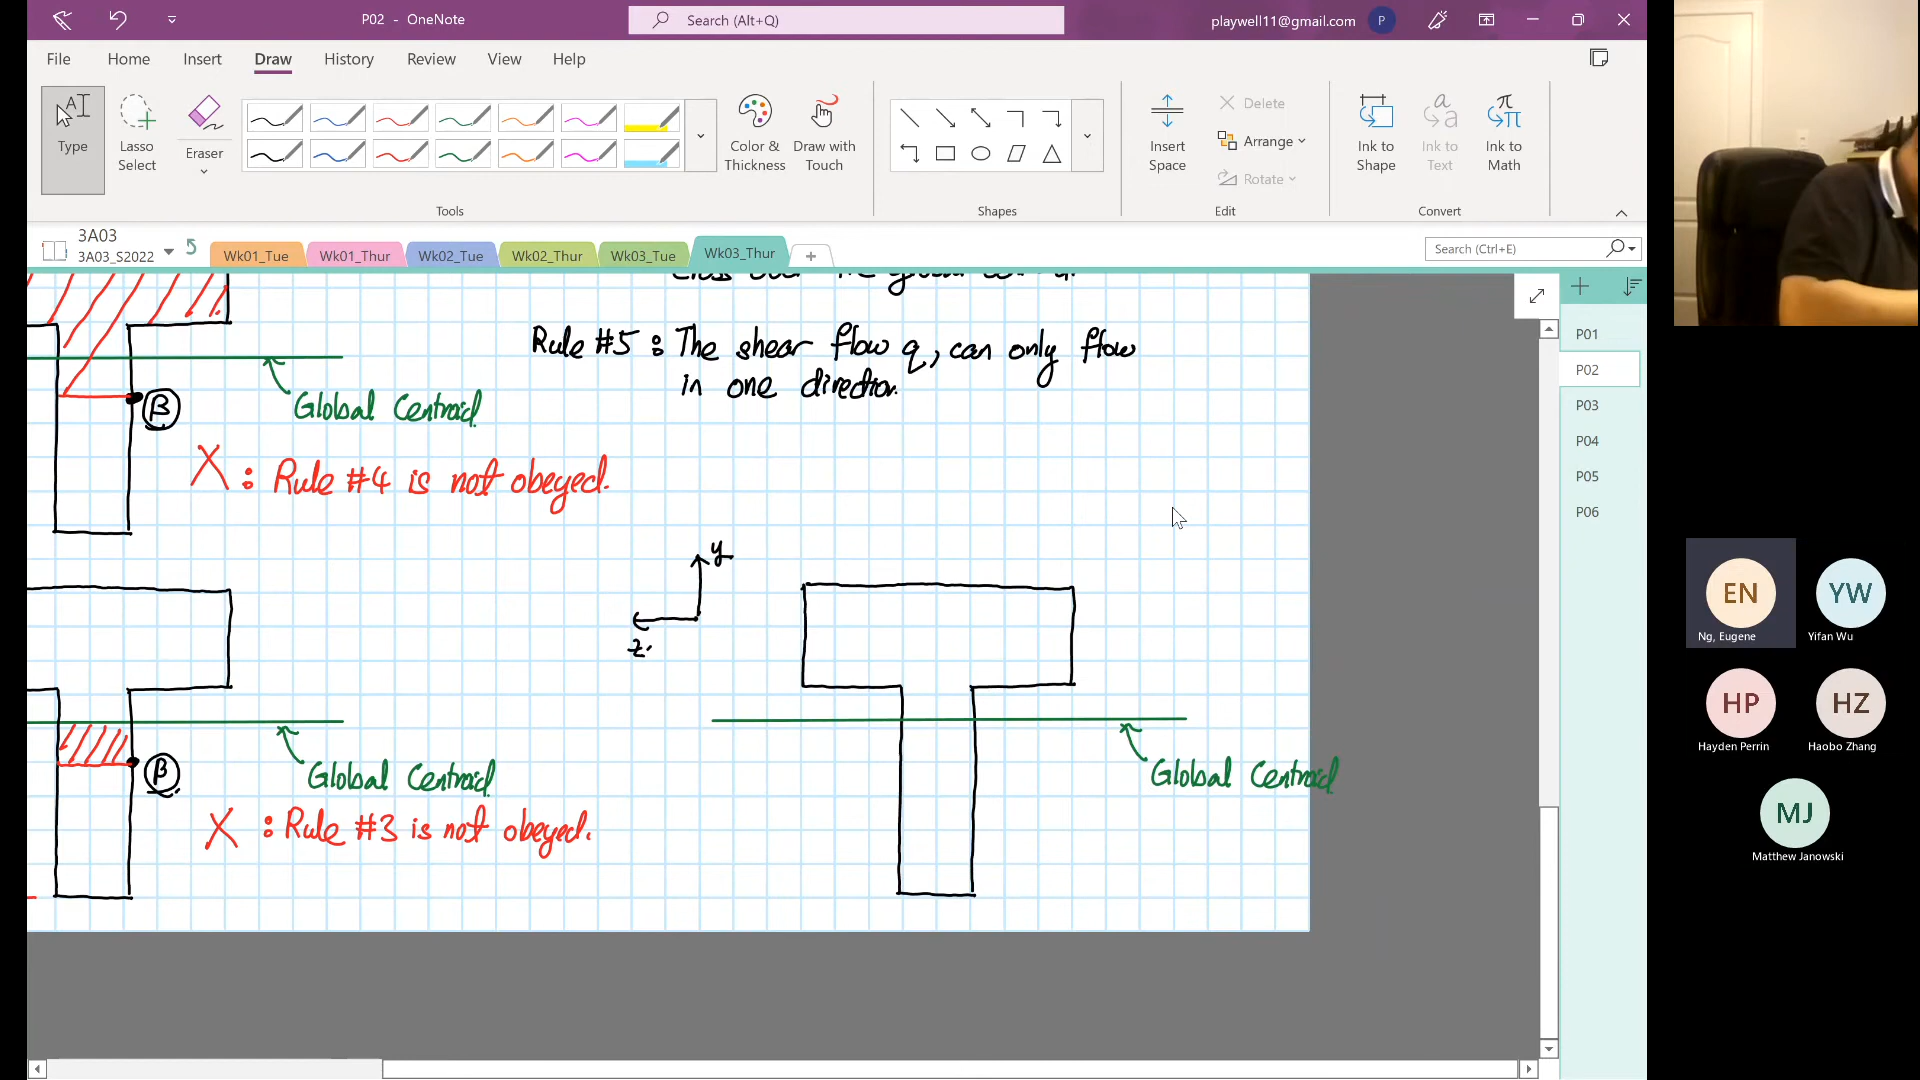 P02 - OneNote
Search (Alt+Q)
playwell11@gmail.com
P
File Home Insert Draw History View Help
Type
Lasso Select
Eraser
Color & Thickness
Draw with Touch
Insert Space
Delete
Arrange
Rotate
Ink to Shape
Ink to Text
Ink to Math
Tools
Shapes
Edit
Convert
3A03
3A03_S2022
Wk01_Tue Wk01_Thur Wk02_Tue Wk02_Thur Wk03_Tue Wk03_Thur
Search (Ctrl+E)
Rule #5 : The shear flow q, can only flow
in one direction.
Global Centroid
β
X : Rule #4 is not obeyed.
y
z
Global Centroid
β
X : Rule #3 is not obeyed.
Global Centroid
P01
P02
P03
P04
P05
P06
EN
Ng, Eugene
YW
Yifan Wu
HP
Hayden Perrin
HZ
Haobo Zhang
MJ
Matthew Janowski